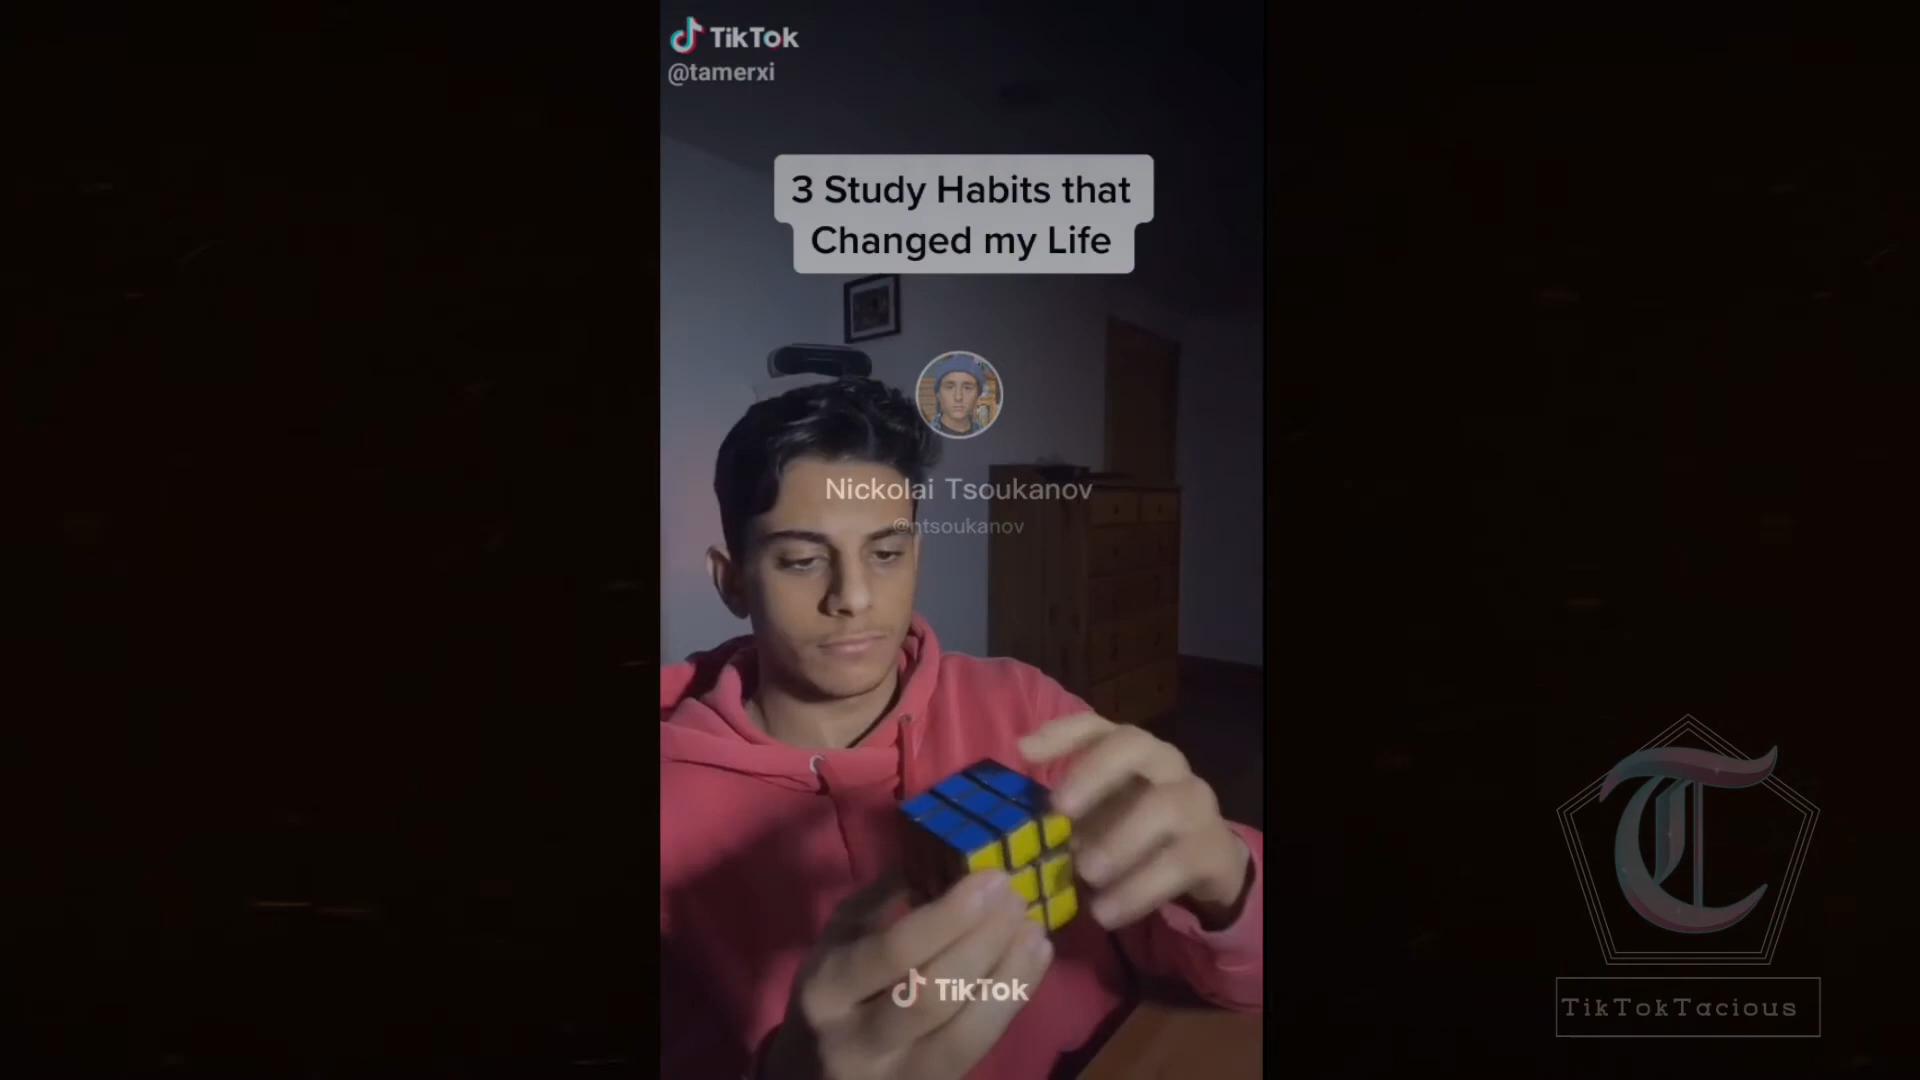 TikTok
@tamerxi
3 Study Habits that
Changed my Life
Nickolai Tsoukanov
@ntsoukanov
TikTok
TikTokTacious